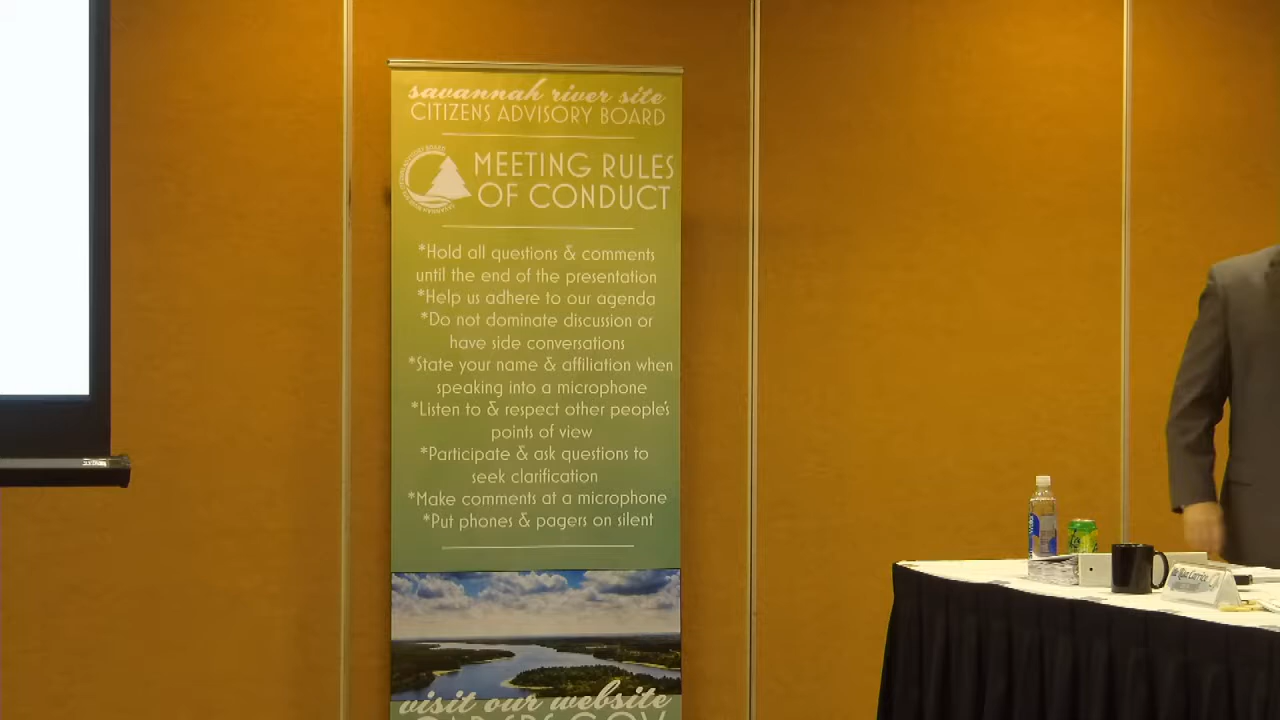 savannah river site
CITIZENS ADVISORY BOARD
MEETING RULES
OF CONDUCT
*Hold all questions & comments
until the end of the presentation
*Help us adhere to our agenda
*Do not dominate discussion or
have side conversations
*State your name & affiliation when
speaking into a microphone
*Listen to & respect other people's
points of view
*Participate & ask questions to
seek clarification
*Make comments at a microphone
*Put phones & pagers on silent
visit our website